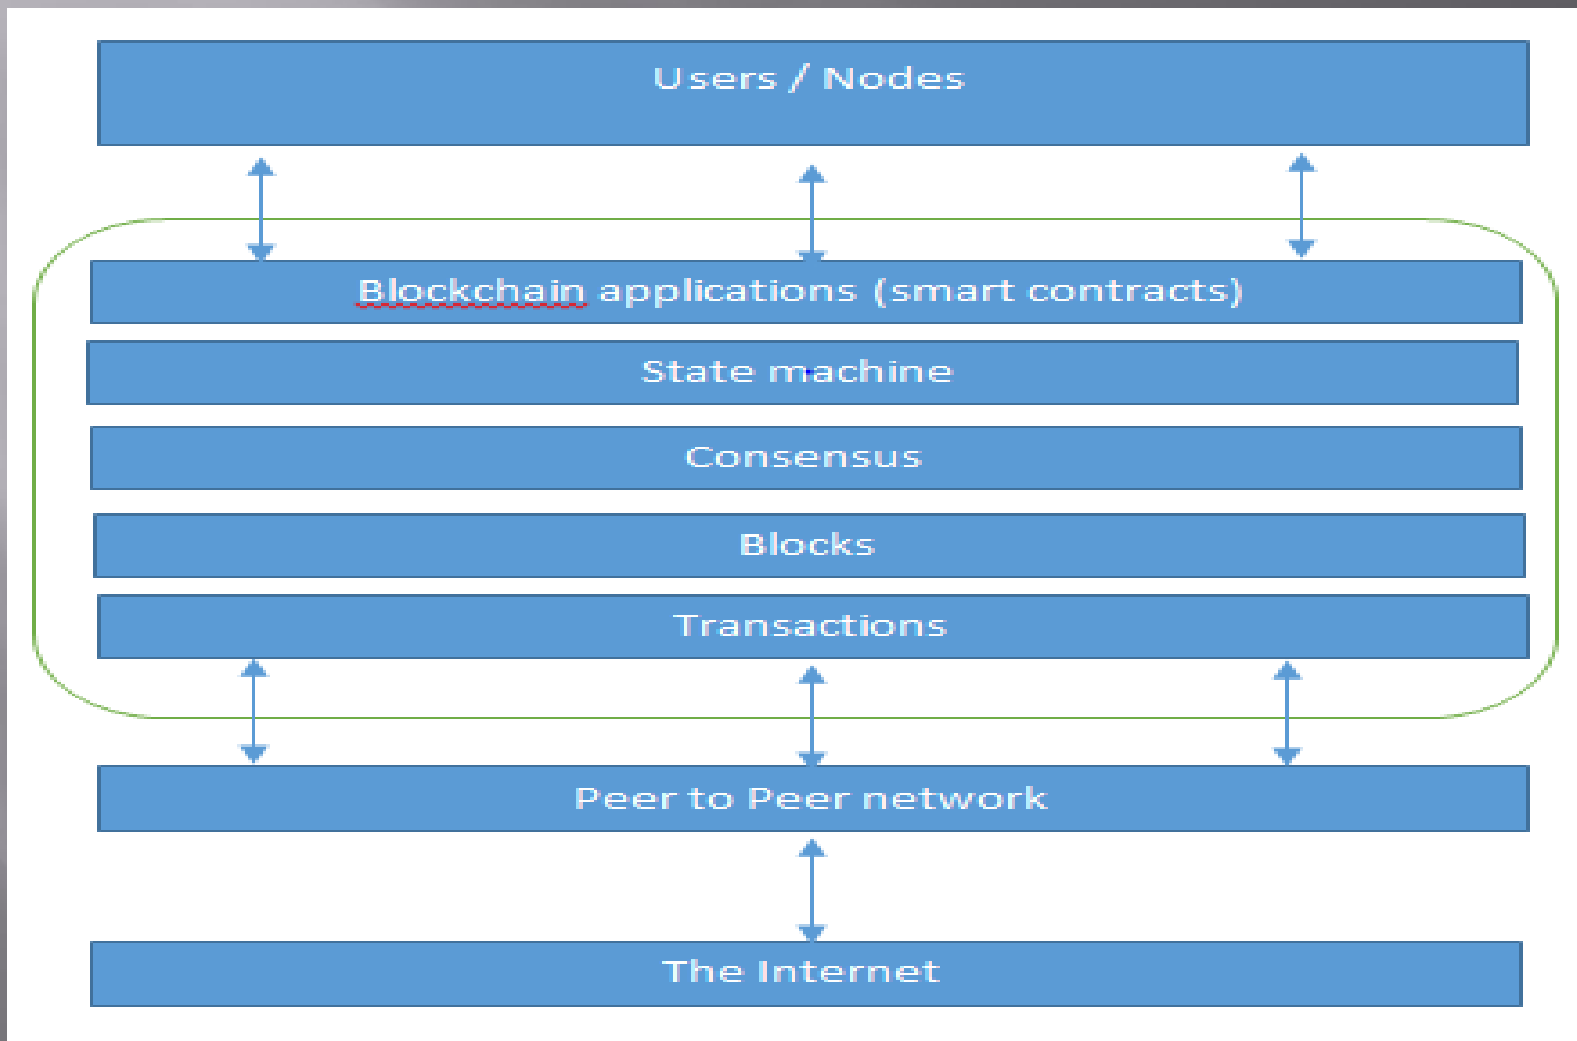 Users / Nodes
Blockchain applications (smart contracts)
State machine
Consensus
Blocks
Transactions
Peer to Peer network
The Internet